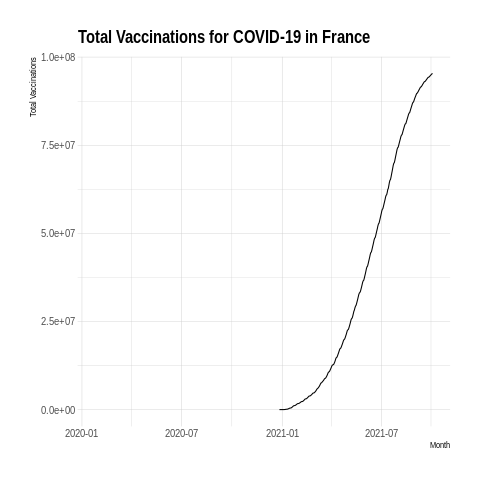 Total Vaccinations for COVID-19 in France
Total Vaccinations
1.0e+08
7.5e+07
5.0e+07
2.5e+07
0.0e+00
2020-01 2020-07 2021-01 2021-07
Month